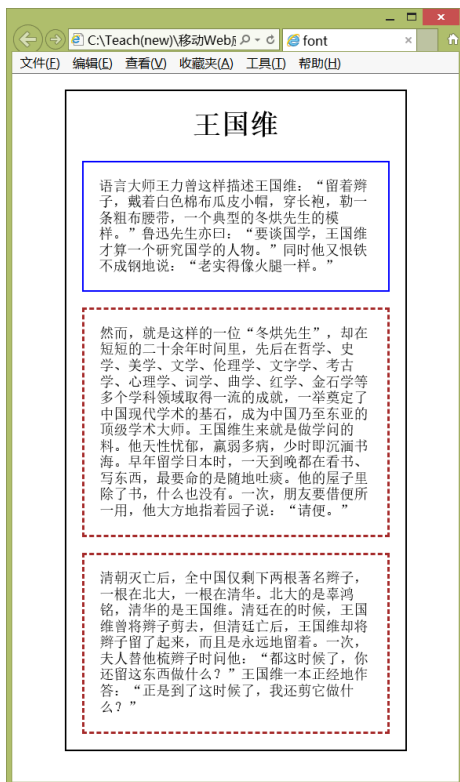 C:\Teach(new)\移动Web
font
文件(F) 编辑(E) 查看(V) 收藏夹(A) 工具(T) 帮助(H)
王国维
语言大师王力曾这样描述王国维：“留着辫
子，戴着白色棉布瓜皮小帽，穿长袍，勒一
条粗布腰带，一个典型的冬烘先生的模
样。”鲁迅先生亦曰：“要谈国学，王国维
才算一个研究国学的人物。”同时他又恨铁
不成钢地说：“老实得像火腿一样。”
然而，就是这样的一位“冬烘先生”，却在
短短的二十余年时间里，先后在哲学、史
学、美学、文学、伦理学、文字学、考古
学、心理学、词学、曲学、红学、金石学等
多个学科领域取得一流的成就，一举奠定了
中国现代学术的基石，成为中国乃至东亚的
顶级学术大师。王国维生来就是做学问的
料。他天性忧郁，羸弱多病，少时即沉湎书
海。早年留学日本时，一天到晚都在看书、
写东西，最要命的是随地吐痰。他的屋子里
除了书，什么也没有。一次，朋友要借便所
一用，他大方地指着园子说：“请便。”
清朝灭亡后，全中国仅剩下两根著名辫子，
一根在北大，一根在清华。北大的是辜鸿
铭，清华的是王国维。清廷在的时候，王国
维曾将辫子剪去，但清廷亡后，王国维却将
辫子留了起来，而且是永远地留着。一次，
夫人替他梳辫子时问他：“都这时候了，你
还留这东西做什么？”王国维一本正经地作
答：“正是到了这时候了，我还剪它做什
么？”